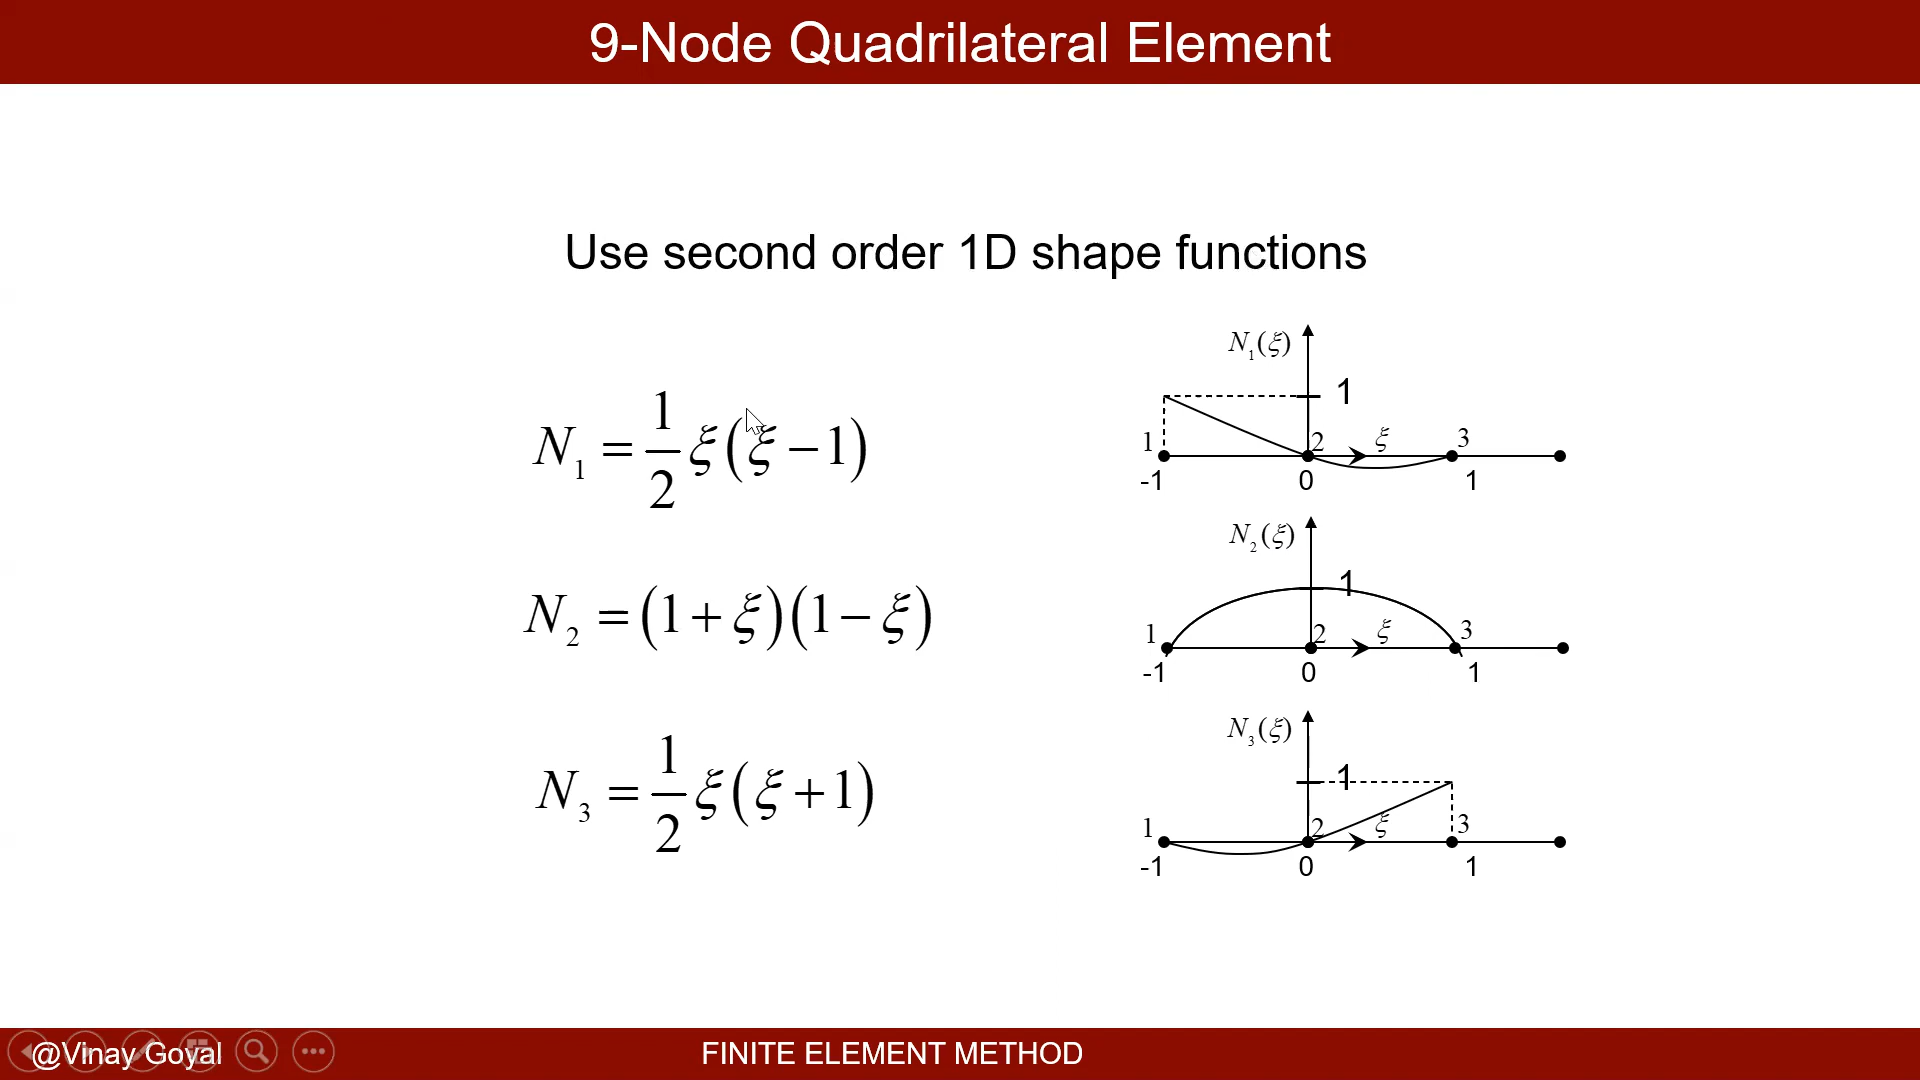 9-Node Quadrilateral Element
Use second order 1D shape functions
N₁ = 1/2 ξ(ξ − 1)
N₁(ξ)
1
1 2 ξ 3
-1 0 1
N₂ = (1 + ξ)(1 − ξ)
N₂(ξ)
1
1 2 ξ 3
-1 0 1
N₃ = 1/2 ξ(ξ + 1)
N₃(ξ)
1
1 2 ξ 3
-1 0 1
@Vinay Goyal FINITE ELEMENT METHOD